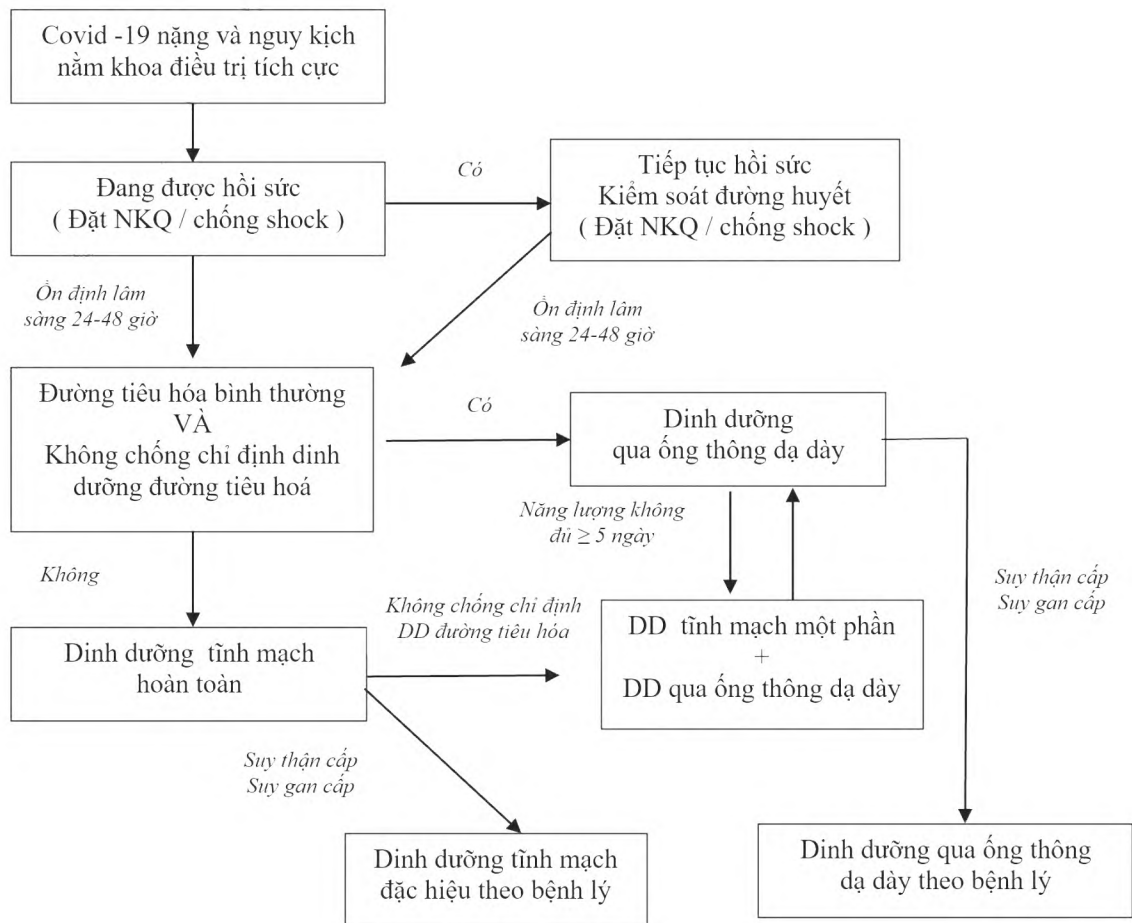 Covid -19 nặng và nguy kịch
nằm khoa điều trị tích cực
Đang được hồi sức
( Đặt NKQ / chống shock )
Có
Tiếp tục hồi sức
Kiểm soát đường huyết
( Đặt NKQ / chống shock )
Ổn định lâm
sàng 24-48 giờ
Ổn định lâm
sàng 24-48 giờ
Đường tiêu hóa bình thường
VÀ
Không chống chỉ định dinh
dưỡng đường tiêu hoá
Có
Dinh dưỡng
qua ống thông dạ dày
Năng lượng không
đủ ≥ 5 ngày
Không
Suy thận cấp
Suy gan cấp
Không chống chỉ định
DD đường tiêu hóa
Dinh dưỡng tĩnh mạch
hoàn toàn
DD tĩnh mạch một phần
+
DD qua ống thông dạ dày
Suy thận cấp
Suy gan cấp
Dinh dưỡng tĩnh mạch
đặc hiệu theo bệnh lý
Dinh dưỡng qua ống thông
dạ dày theo bệnh lý